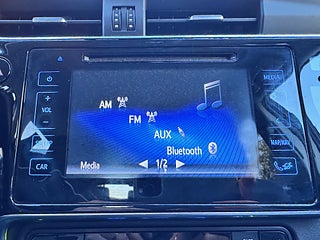 MEDIA
AM
+
VOL
FM
−
AUX
Bluetooth
MAP/NAV
CAR
Media
1/2